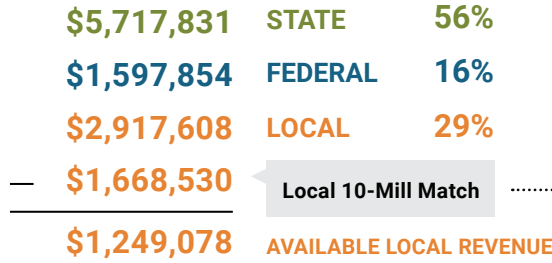 $5,717,831 STATE 56%
$1,597,854 FEDERAL 16%
$2,917,608 LOCAL 29%
— $1,668,530 Local 10-Mill Match
$1,249,078 AVAILABLE LOCAL REVENUE